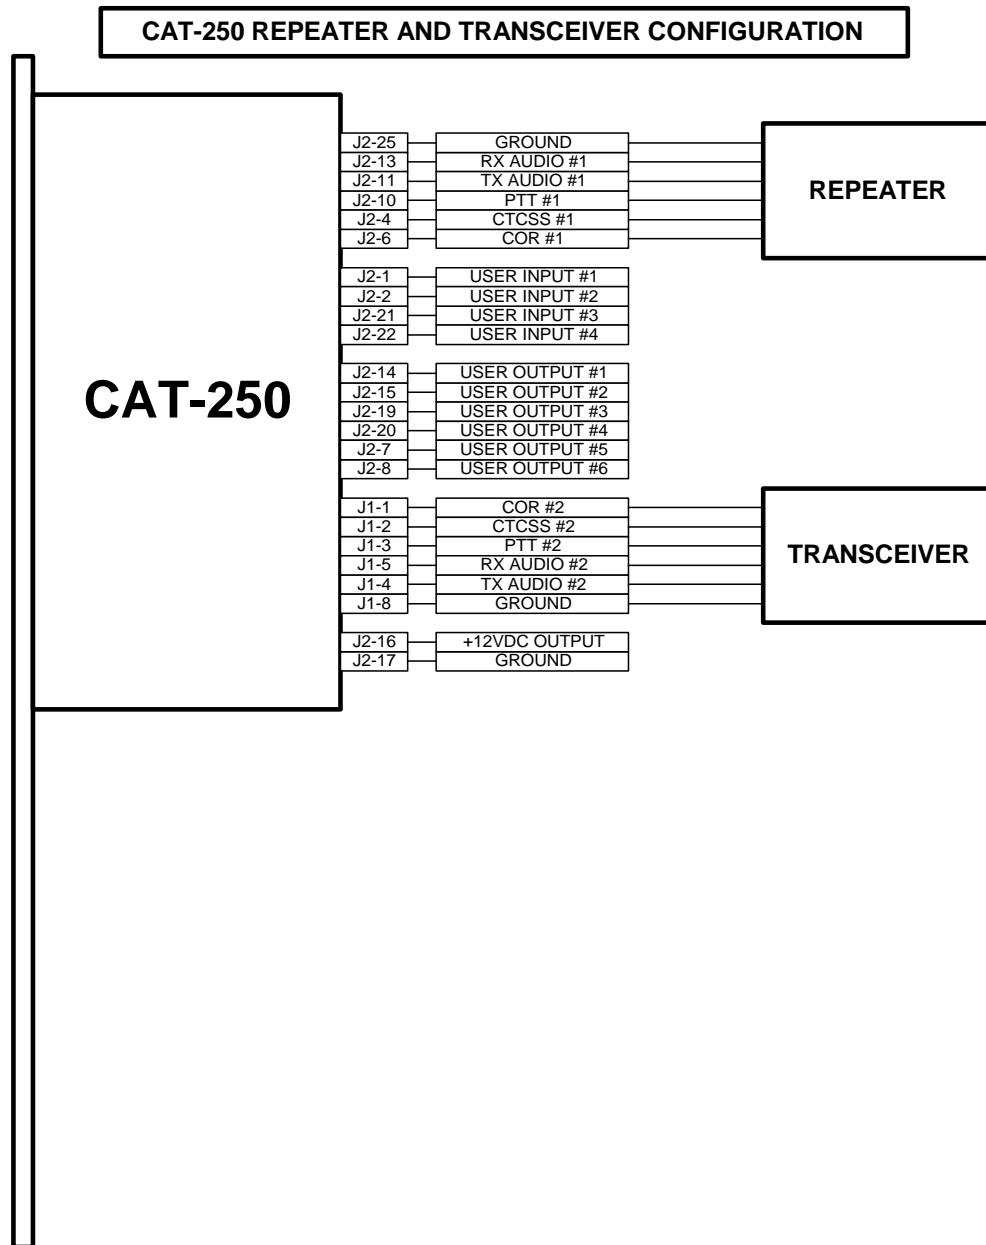 CAT-250 REPEATER AND TRANSCEIVER CONFIGURATION
J2-25 GROUND
J2-13 RX AUDIO #1
J2-11 TX AUDIO #1
J2-10 PTT #1
J2-4 CTCSS #1
J2-6 COR #1
REPEATER
J2-1 USER INPUT #1
J2-2 USER INPUT #2
J2-21 USER INPUT #3
J2-22 USER INPUT #4
CAT-250
J2-14 USER OUTPUT #1
J2-15 USER OUTPUT #2
J2-19 USER OUTPUT #3
J2-20 USER OUTPUT #4
J2-7 USER OUTPUT #5
J2-8 USER OUTPUT #6
J1-1 COR #2
J1-2 CTCSS #2
J1-3 PTT #2
J1-5 RX AUDIO #2
J1-4 TX AUDIO #2
J1-8 GROUND
TRANSCEIVER
J2-16 +12VDC OUTPUT
J2-17 GROUND